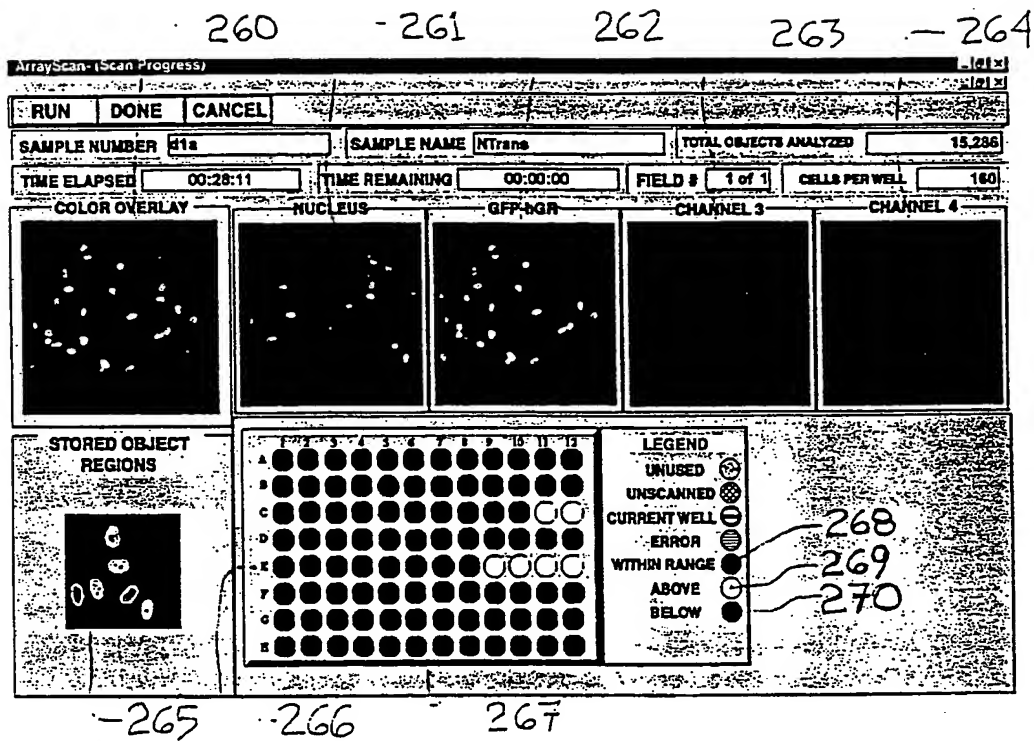 260 261 262 263 264
ArrayScan- (Scan Progress)
RUN DONE CANCEL
SAMPLE NUMBER d1a SAMPLE NAME NTrans TOTAL OBJECTS ANALYZED 15,286
TIME ELAPSED 00:28:11 TIME REMAINING 00:00:00 FIELD # 1 of 1 CELLS PER WELL 160
COLOR OVERLAY NUCLEUS GFP-hGR CHANNEL 3 CHANNEL 4
STORED OBJECT
REGIONS
1 2 3 4 5 6 7 8 9 10 11 12
A
B
C
D
E
F
G
H
LEGEND
UNUSED
UNSCANNED
CURRENT WELL
ERROR
WITHIN RANGE 268
ABOVE 269
BELOW 270
265 266 267